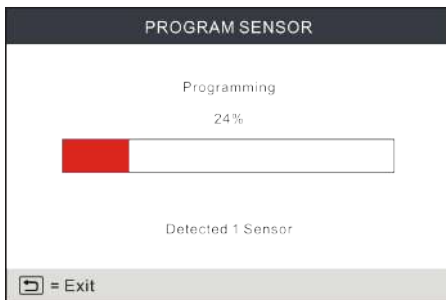 PROGRAM SENSOR
Programming
24%
Detected 1 Sensor
= Exit